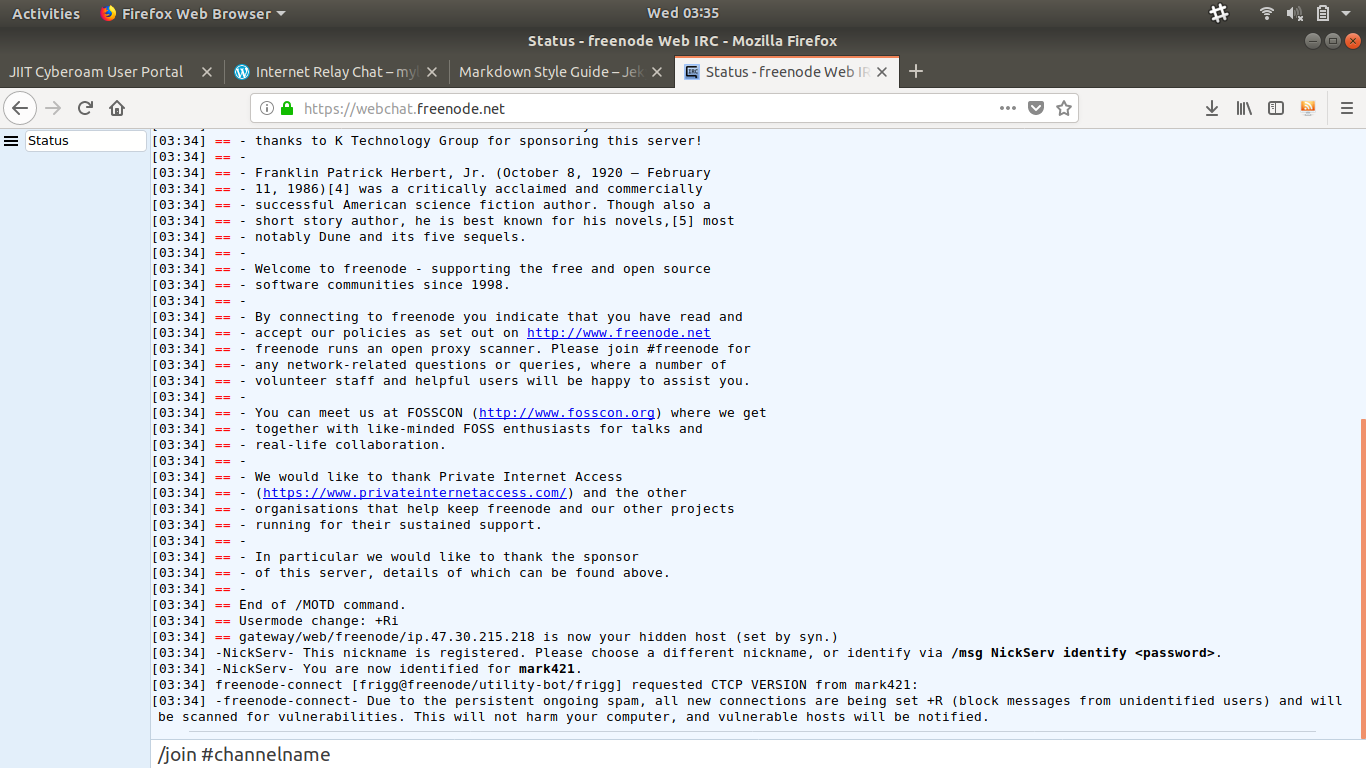 Activities Firefox Web Browser Wed 03:35
Status - freenode Web IRC - Mozilla Firefox
JIIT Cyberoam User Portal Internet Relay Chat – my Markdown Style Guide – Jek Status - freenode Web IR
https://webchat.freenode.net
Status
[03:34] == - thanks to K Technology Group for sponsoring this server!
[03:34] == -
[03:34] == - Franklin Patrick Herbert, Jr. (October 8, 1920 – February
[03:34] == - 11, 1986)[4] was a critically acclaimed and commercially
[03:34] == - successful American science fiction author. Though also a
[03:34] == - short story author, he is best known for his novels,[5] most
[03:34] == - notably Dune and its five sequels.
[03:34] == -
[03:34] == - Welcome to freenode - supporting the free and open source
[03:34] == - software communities since 1998.
[03:34] == -
[03:34] == - By connecting to freenode you indicate that you have read and
[03:34] == - accept our policies as set out on http://www.freenode.net
[03:34] == - freenode runs an open proxy scanner. Please join #freenode for
[03:34] == - any network-related questions or queries, where a number of
[03:34] == - volunteer staff and helpful users will be happy to assist you.
[03:34] == -
[03:34] == - You can meet us at FOSSCON (http://www.fosscon.org) where we get
[03:34] == - together with like-minded FOSS enthusiasts for talks and
[03:34] == - real-life collaboration.
[03:34] == -
[03:34] == - We would like to thank Private Internet Access
[03:34] == - (https://www.privateinternetaccess.com/) and the other
[03:34] == - organisations that help keep freenode and our other projects
[03:34] == - running for their sustained support.
[03:34] == -
[03:34] == - In particular we would like to thank the sponsor
[03:34] == - of this server, details of which can be found above.
[03:34] == -
[03:34] == End of /MOTD command.
[03:34] == Usermode change: +Ri
[03:34] == gateway/web/freenode/ip.47.30.215.218 is now your hidden host (set by syn.)
[03:34] -NickServ- This nickname is registered. Please choose a different nickname, or identify via /msg NickServ identify <password>.
[03:34] -NickServ- You are now identified for mark421.
[03:34] freenode-connect [frigg@freenode/utility-bot/frigg] requested CTCP VERSION from mark421:
[03:34] -freenode-connect- Due to the persistent ongoing spam, all new connections are being set +R (block messages from unidentified users) and will
be scanned for vulnerabilities. This will not harm your computer, and vulnerable hosts will be notified.
/join #channelname